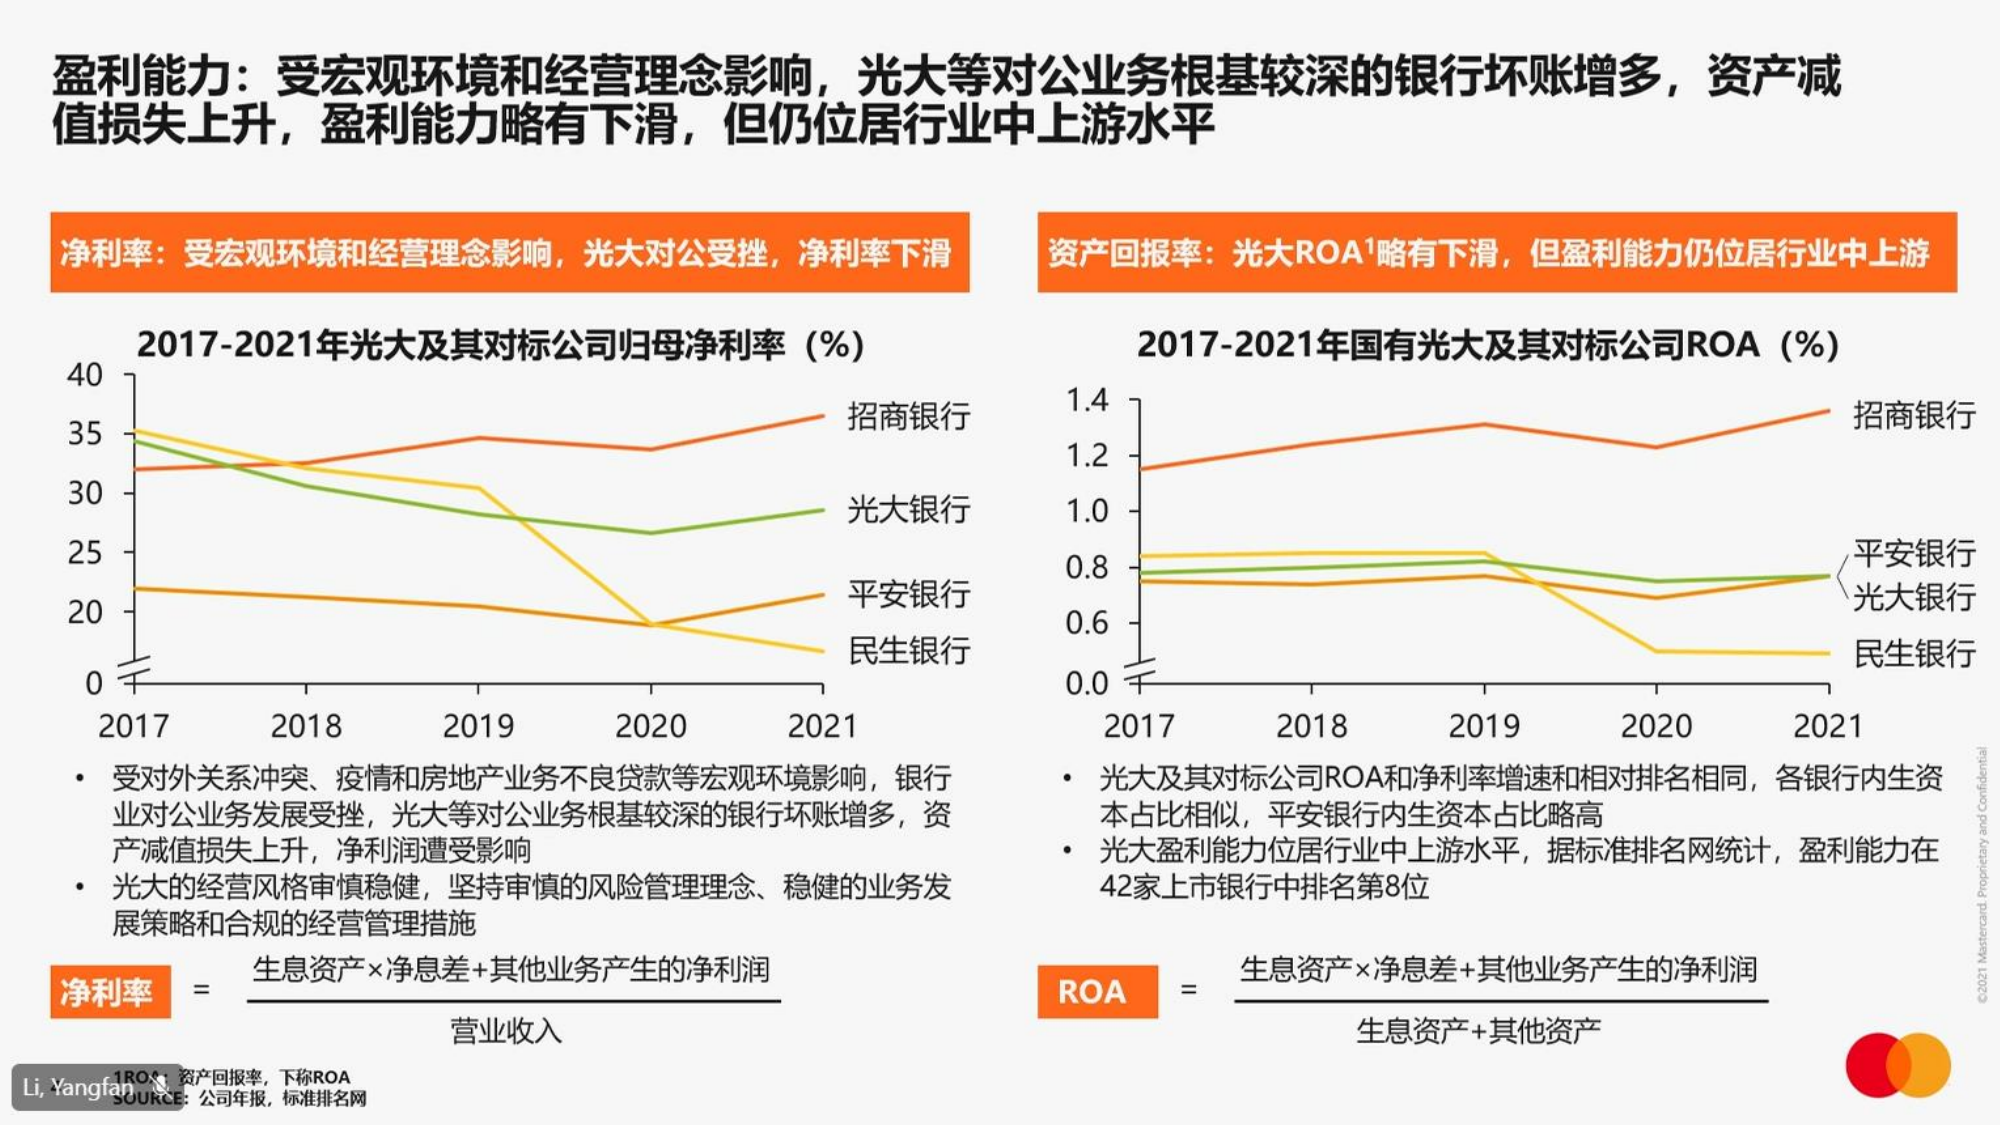 盈利能力：受宏观环境和经营理念影响，光大等对公业务根基较深的银行坏账增多，资产减
值损失上升，盈利能力略有下滑，但仍位居行业中上游水平
净利率：受宏观环境和经营理念影响，光大对公受挫，净利率下滑
2017-2021年光大及其对标公司归母净利率（%）
40
35
30
25
20
0
招商银行
光大银行
平安银行
民生银行
2017 2018 2019 2020 2021
• 受对外关系冲突、疫情和房地产业务不良贷款等宏观环境影响，银行
业对公业务发展受挫，光大等对公业务根基较深的银行坏账增多，资
产减值损失上升，净利润遭受影响
• 光大的经营风格审慎稳健，坚持审慎的风险管理理念、稳健的业务发
展策略和合规的经营管理措施
净利率 =
生息资产×净息差+其他业务产生的净利润
营业收入
资产回报率：光大ROA¹略有下滑，但盈利能力仍位居行业中上游
2017-2021年国有光大及其对标公司ROA（%）
1.4
1.2
1.0
0.8
0.6
0.0
招商银行
平安银行
光大银行
民生银行
2017 2018 2019 2020 2021
• 光大及其对标公司ROA和净利率增速和相对排名相同，各银行内生资
本占比相似，平安银行内生资本占比略高
• 光大盈利能力位居行业中上游水平，据标准排名网统计，盈利能力在
42家上市银行中排名第8位
ROA =
生息资产×净息差+其他业务产生的净利润
生息资产+其他资产
1ROA：资产回报率，下称ROA
SOURCE：公司年报，标准排名网
Li, Yangfan
©2021 Mastercard. Proprietary and Confidential